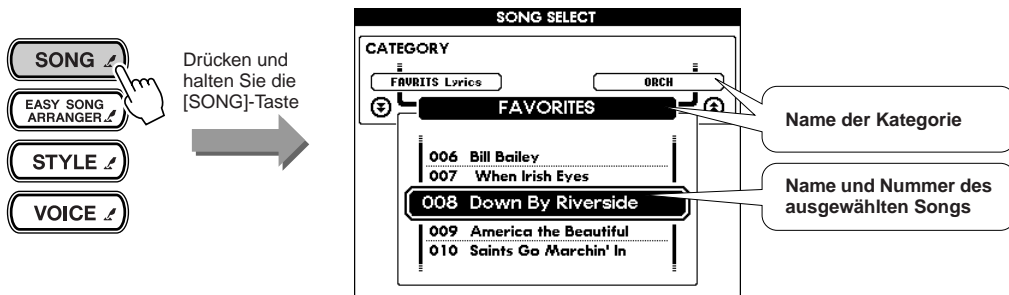 SONG SELECT
SONG
EASY SONG
ARRANGER
STYLE
VOICE
Drücken und
halten Sie die
[SONG]-Taste
CATEGORY
FAVRITS Lyrics
ORCH
FAVORITES
006 Bill Bailey
007 When Irish Eyes
008 Down By Riverside
009 America the Beautiful
010 Saints Go Marchin' In
Name der Kategorie
Name und Nummer des
ausgewählten Songs